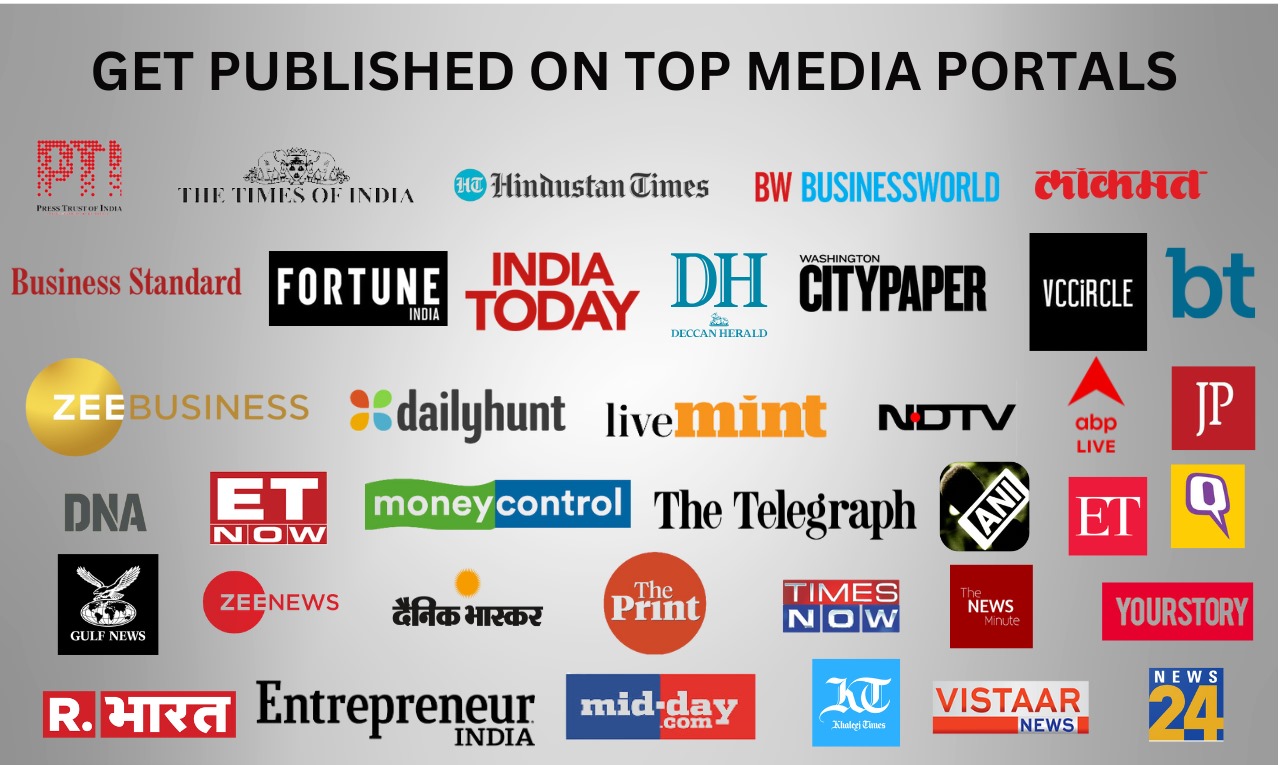 GET PUBLISHED ON TOP MEDIA PORTALS
PTI
PRESS TRUST OF INDIA
THE TIMES OF INDIA
HT Hindustan Times
BW BUSINESSWORLD
लोकमत
Business Standard
FORTUNE
INDIA
INDIA
TODAY
DH
DECCAN HERALD
WASHINGTON
CITYPAPER
VCCiRCLE
bt
ZEEBUSINESS
dailyhunt
livemint
NDTV
abp
LIVE
JP
DNA
ET
NOW
moneycontrol
The Telegraph
ANI
ET
Q
GULF NEWS
ZEENEWS
दैनिक भास्कर
The
Print
TIMES
NOW
The
NEWS
Minute
YOURSTORY
R. भारत
Entrepreneur
INDIA
mid-day
.com
KT
Khaleej Times
VISTAAR
NEWS
NEWS
24